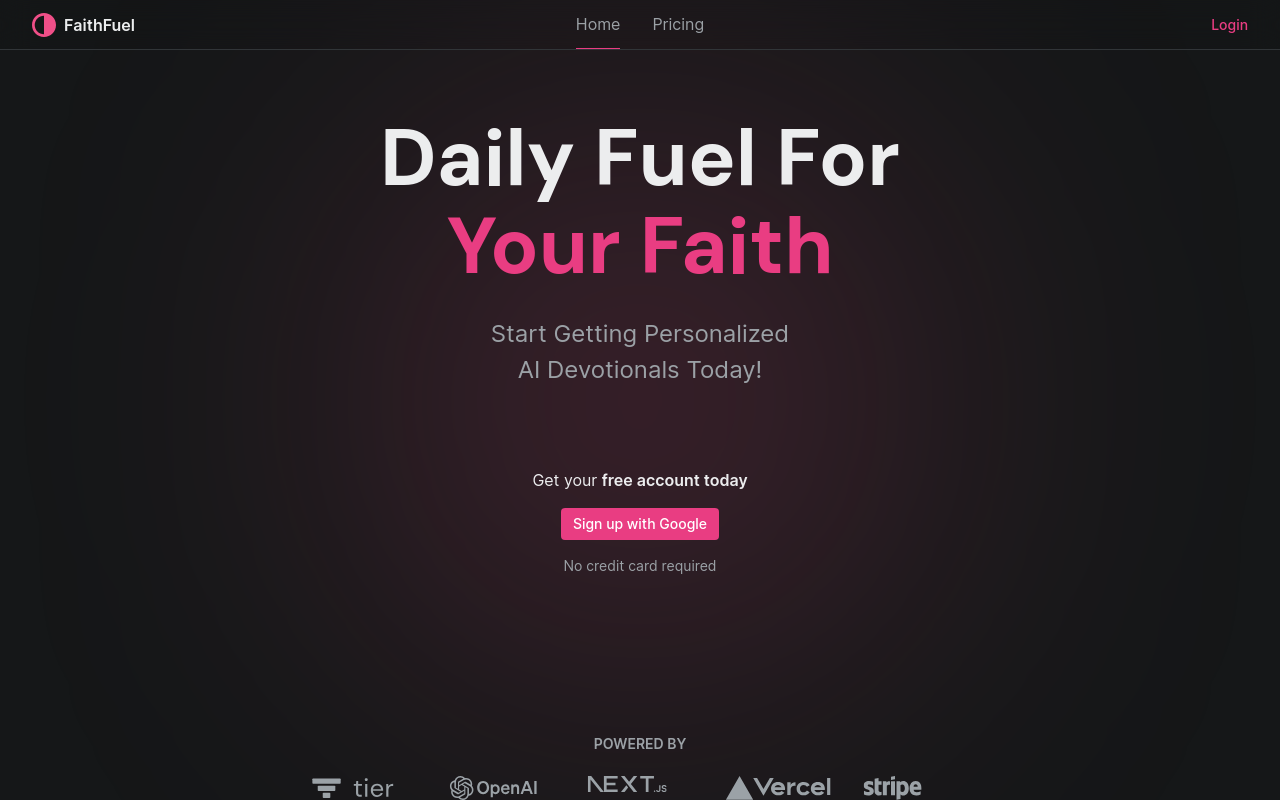 FaithFuel
Home
Pricing
Login
Daily Fuel For
Your Faith
Start Getting Personalized
AI Devotionals Today!
Get your free account today
Sign up with Google
No credit card required
POWERED BY
tier
OpenAI
NEXT.JS
Vercel
stripe